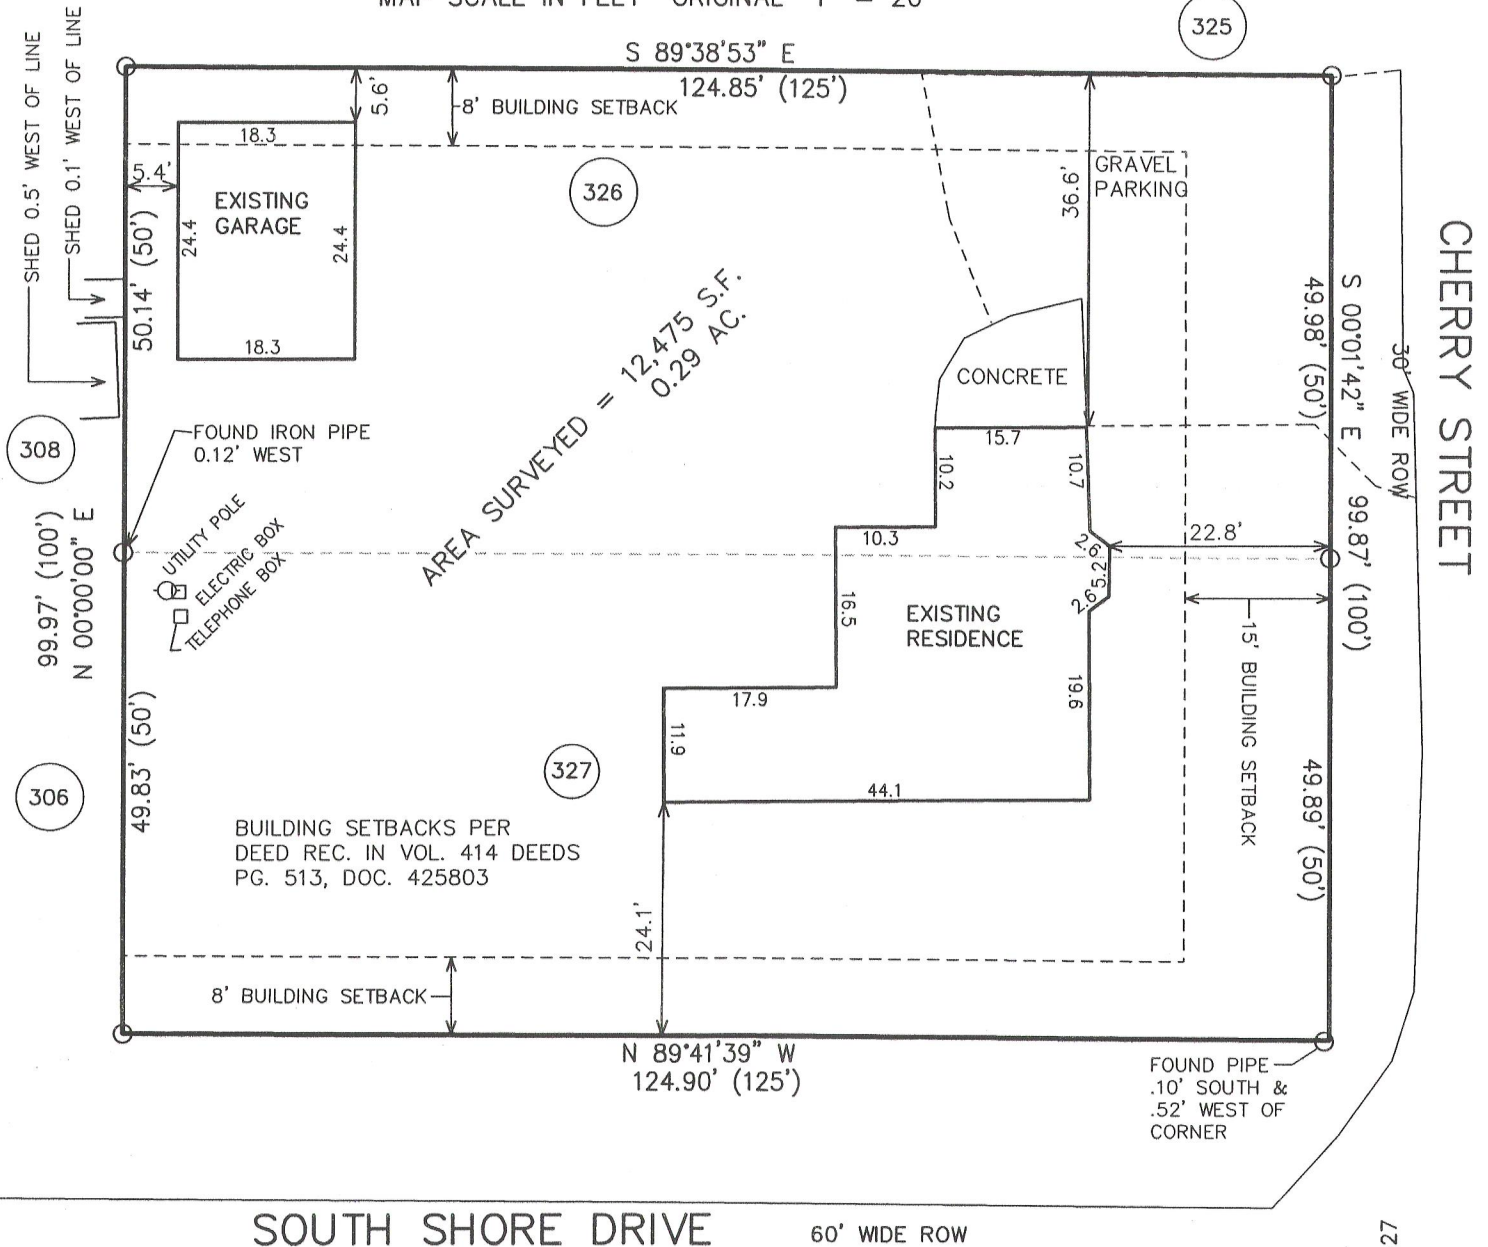 MAP SCALE IN FEET ORIGINAL 1" = 20'
325
SHED 0.5' WEST OF LINE
SHED 0.1' WEST OF LINE
S 89°38'53" E
124.85' (125')
5.6'
8' BUILDING SETBACK
18.3
5.4'
EXISTING
GARAGE
24.4
24.4
18.3
50.14' (50')
326
GRAVEL
PARKING
36.6'
CHERRY STREET
30' WIDE ROW
S 00°01'42" E
49.98' (50')
99.87' (100')
AREA SURVEYED = 12,475 S.F.
0.29 AC.
CONCRETE
15.7
10.2
10.7
308
FOUND IRON PIPE
0.12' WEST
99.97' (100')
N 00°00'00" E
UTILITY POLE
ELECTRIC BOX
TELEPHONE BOX
10.3
2.6
5.2
2.6
22.8'
16.5
EXISTING
RESIDENCE
15' BUILDING SETBACK
17.9
19.6
11.9
44.1
327
306
49.83' (50')
49.89' (50')
BUILDING SETBACKS PER
DEED REC. IN VOL. 414 DEEDS
PG. 513, DOC. 425803
24.1'
8' BUILDING SETBACK
N 89°41'39" W
124.90' (125')
FOUND PIPE
.10' SOUTH &
.52' WEST OF
CORNER
SOUTH SHORE DRIVE
60' WIDE ROW
27